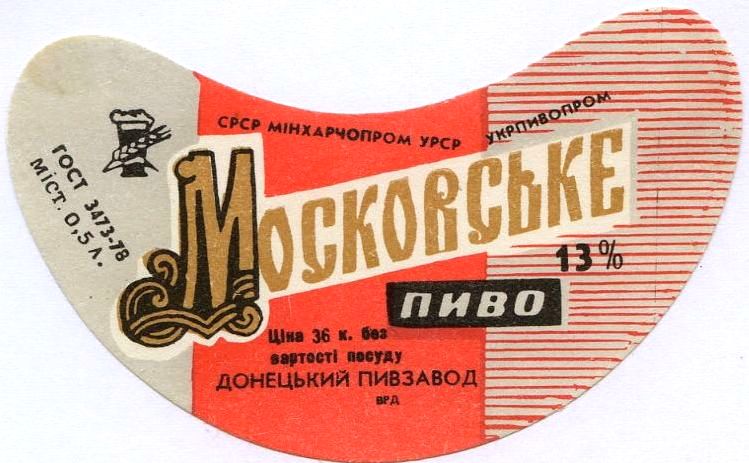 СРСР МІНХАРЧОПРОМ УРСР УКРПИВОПРОМ
ГОСТ 3473-78
міст. 0,5 л.
МОСКОВСЬКЕ
13%
ПИВО
Ціна 36 к. без
вартості посуду
ДОНЕЦЬКИЙ ПИВЗАВОД
ВРД